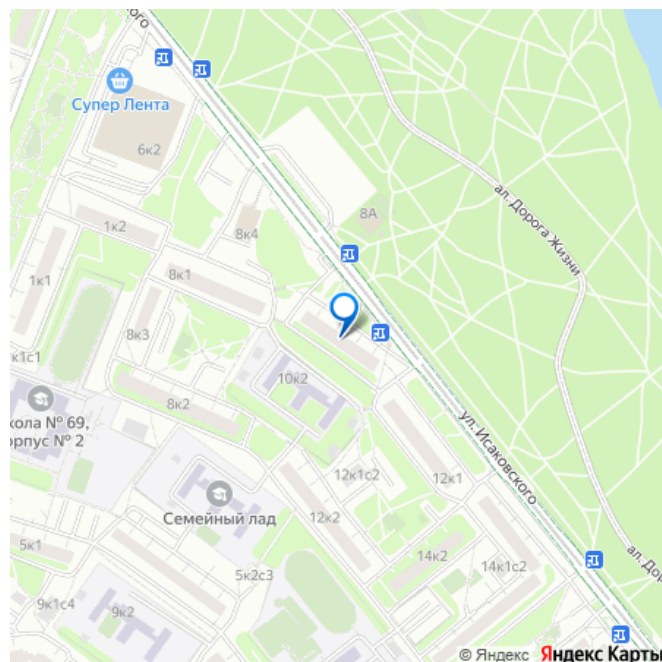 ского
Супер Лента
6к2
1к2
8к4
8А
ал. Дорога Жизни
8к1
1к1
8к3
к1с1
10к2
кола № 69,
орпус № 2
8к2
ул. Исаковского
12к1с2
12к1
Семейный лад
12к2
5к1
14к2
14к1с2
5к2с3
ал. Дор
9к1с4
9к2
© Яндекс Яндекс Карты